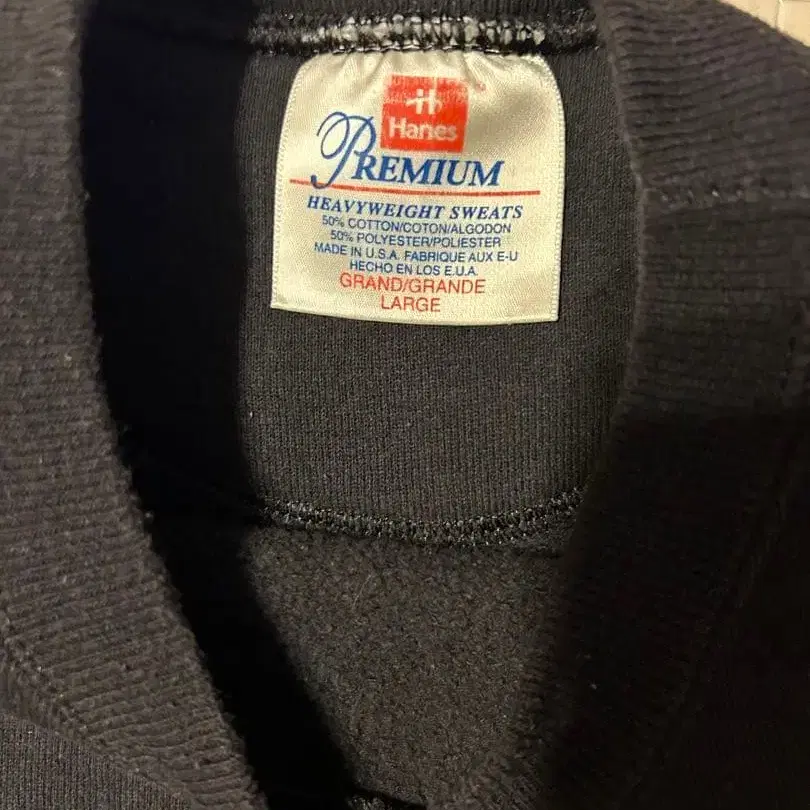 Hanes
PREMIUM
HEAVYWEIGHT SWEATS
50% COTTON/COTON/ALGODON
50% POLYESTER/POLIESTER
MADE IN U.S.A. FABRIQUE AUX E-U
HECHO EN LOS E.U.A.
GRAND/GRANDE
LARGE